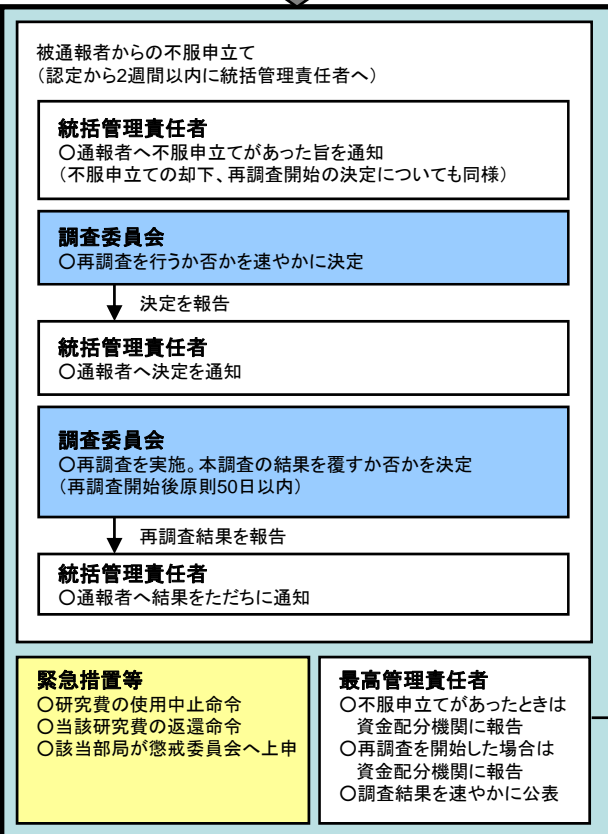 被通報者からの不服申立て
（認定から2週間以内に統括管理責任者へ）
統括管理責任者
○通報者へ不服申立てがあった旨を通知
（不服申立ての却下、再調査開始の決定についても同様）
調査委員会
○再調査を行うか否かを速やかに決定
決定を報告
統括管理責任者
○通報者へ決定を通知
調査委員会
○再調査を実施。本調査の結果を覆すか否かを決定
（再調査開始後原則50日以内）
再調査結果を報告
統括管理責任者
○通報者へ結果をただちに通知
緊急措置等
○研究費の使用中止命令
○当該研究費の返還命令
○該当部局が懲戒委員会へ上申
最高管理責任者
○不服申立てがあったときは
資金配分機関に報告
○再調査を開始した場合は
資金配分機関に報告
○調査結果を速やかに公表